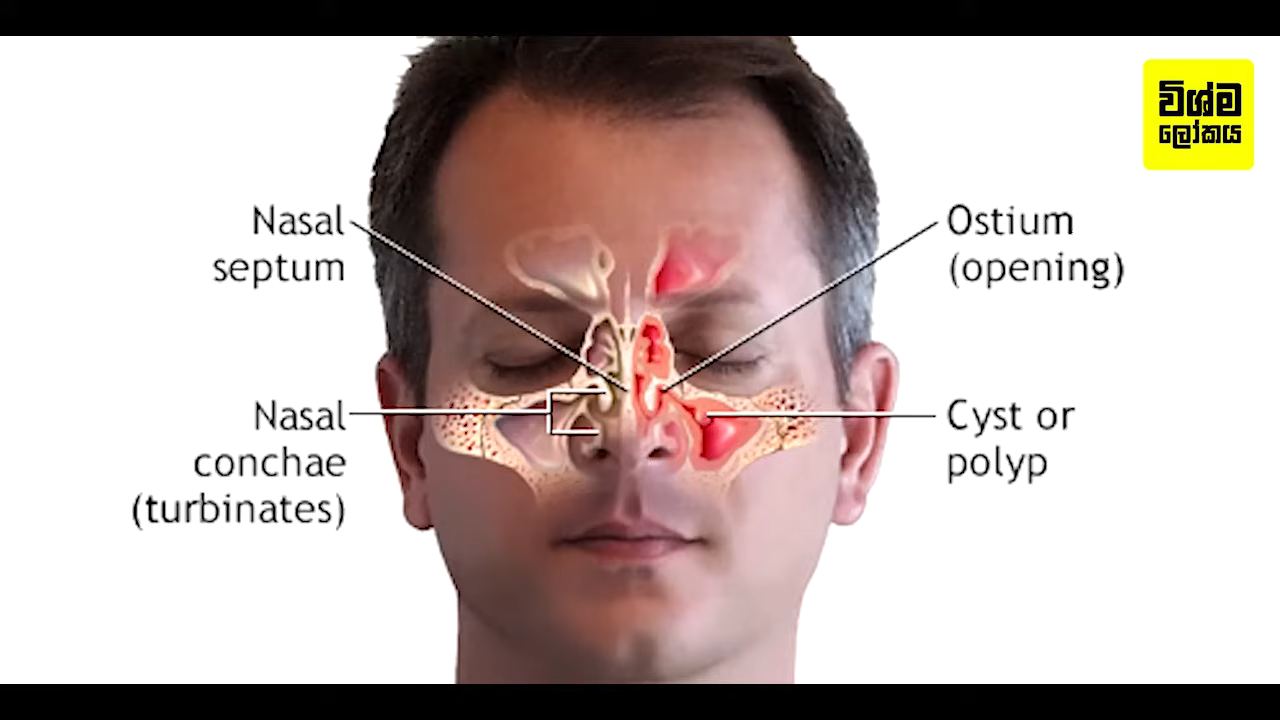 Nasal
septum
Nasal
conchae
(turbinates)
Ostium
(opening)
Cyst or
polyp
විශ්ම
ලෝකය